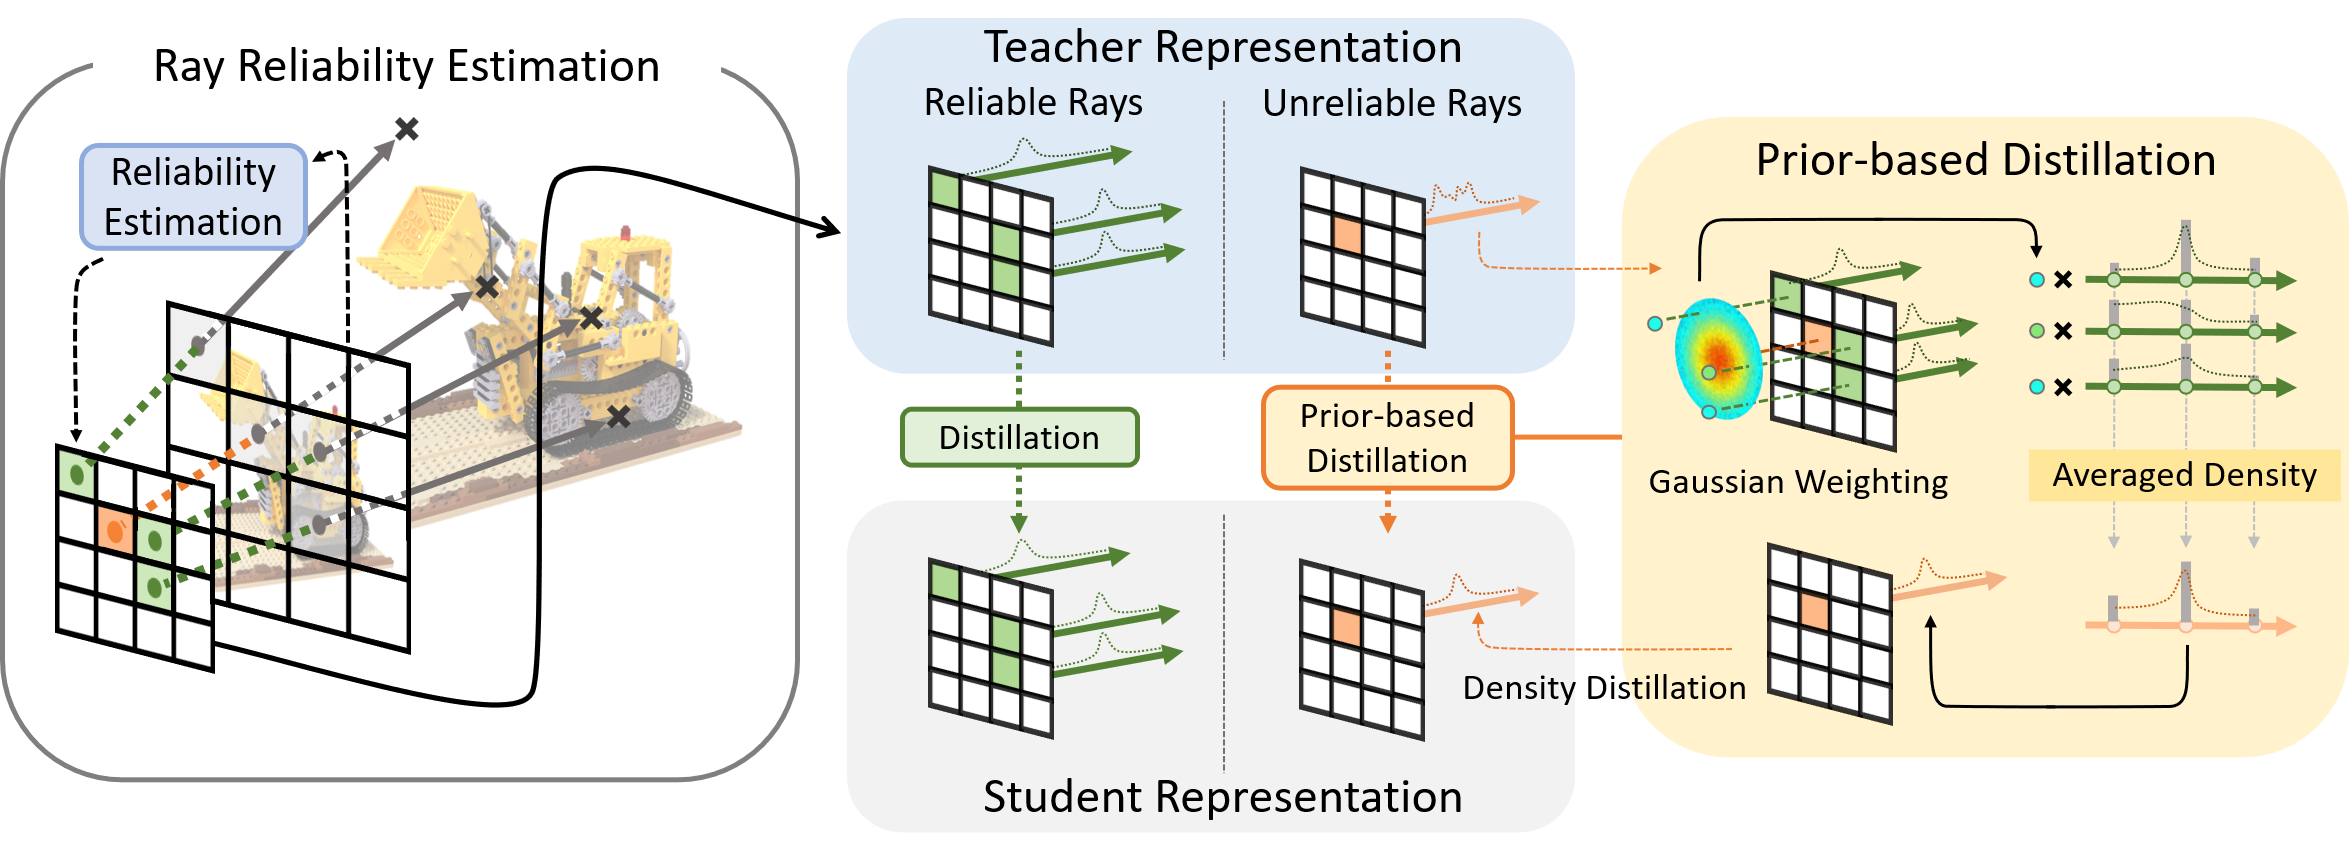 Ray Reliability Estimation
Reliability
Estimation
Teacher Representation
Reliable Rays
Unreliable Rays
Distillation
Prior-based
Distillation
Student Representation
Prior-based Distillation
Gaussian Weighting
Averaged Density
Density Distillation